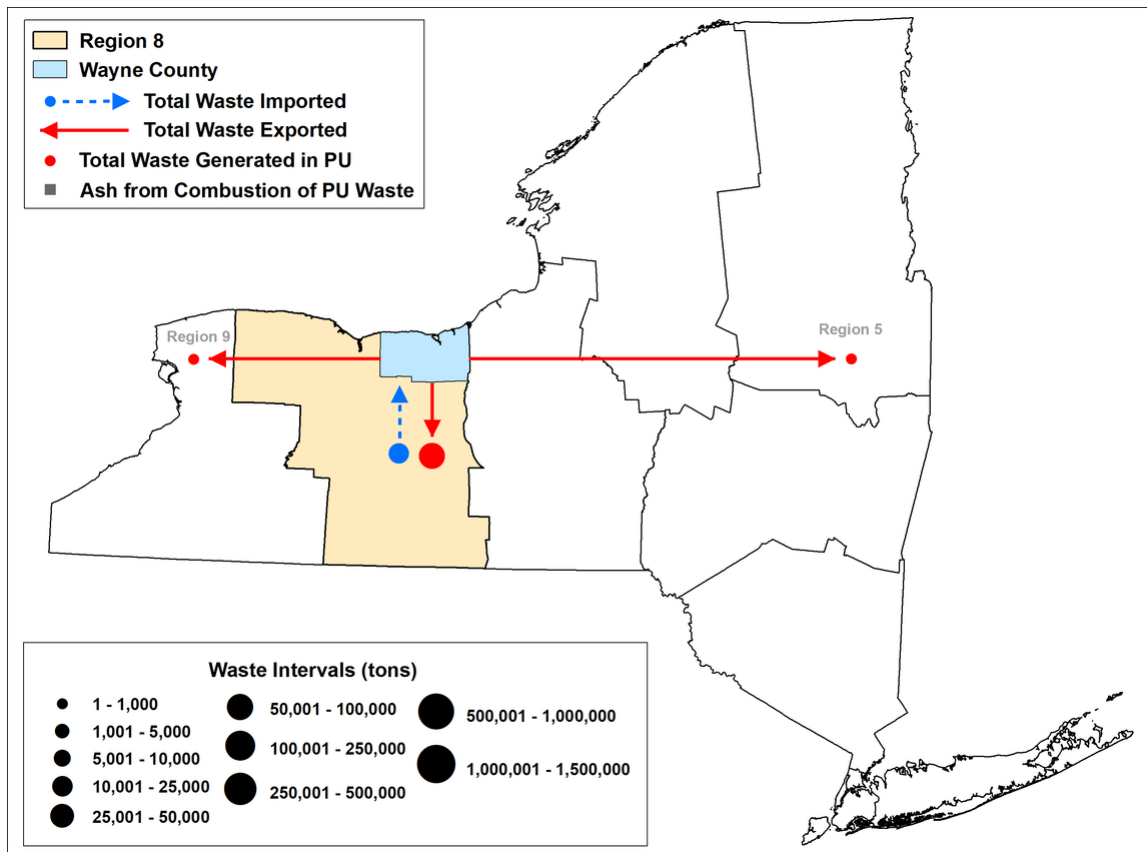 Region 8
Wayne County
Total Waste Imported
Total Waste Exported
Total Waste Generated in PU
Ash from Combustion of PU Waste
Region 9
Region 5
Waste Intervals (tons)
1 - 1,000
1,001 - 5,000
5,001 - 10,000
10,001 - 25,000
25,001 - 50,000
50,001 - 100,000
100,001 - 250,000
250,001 - 500,000
500,001 - 1,000,000
1,000,001 - 1,500,000